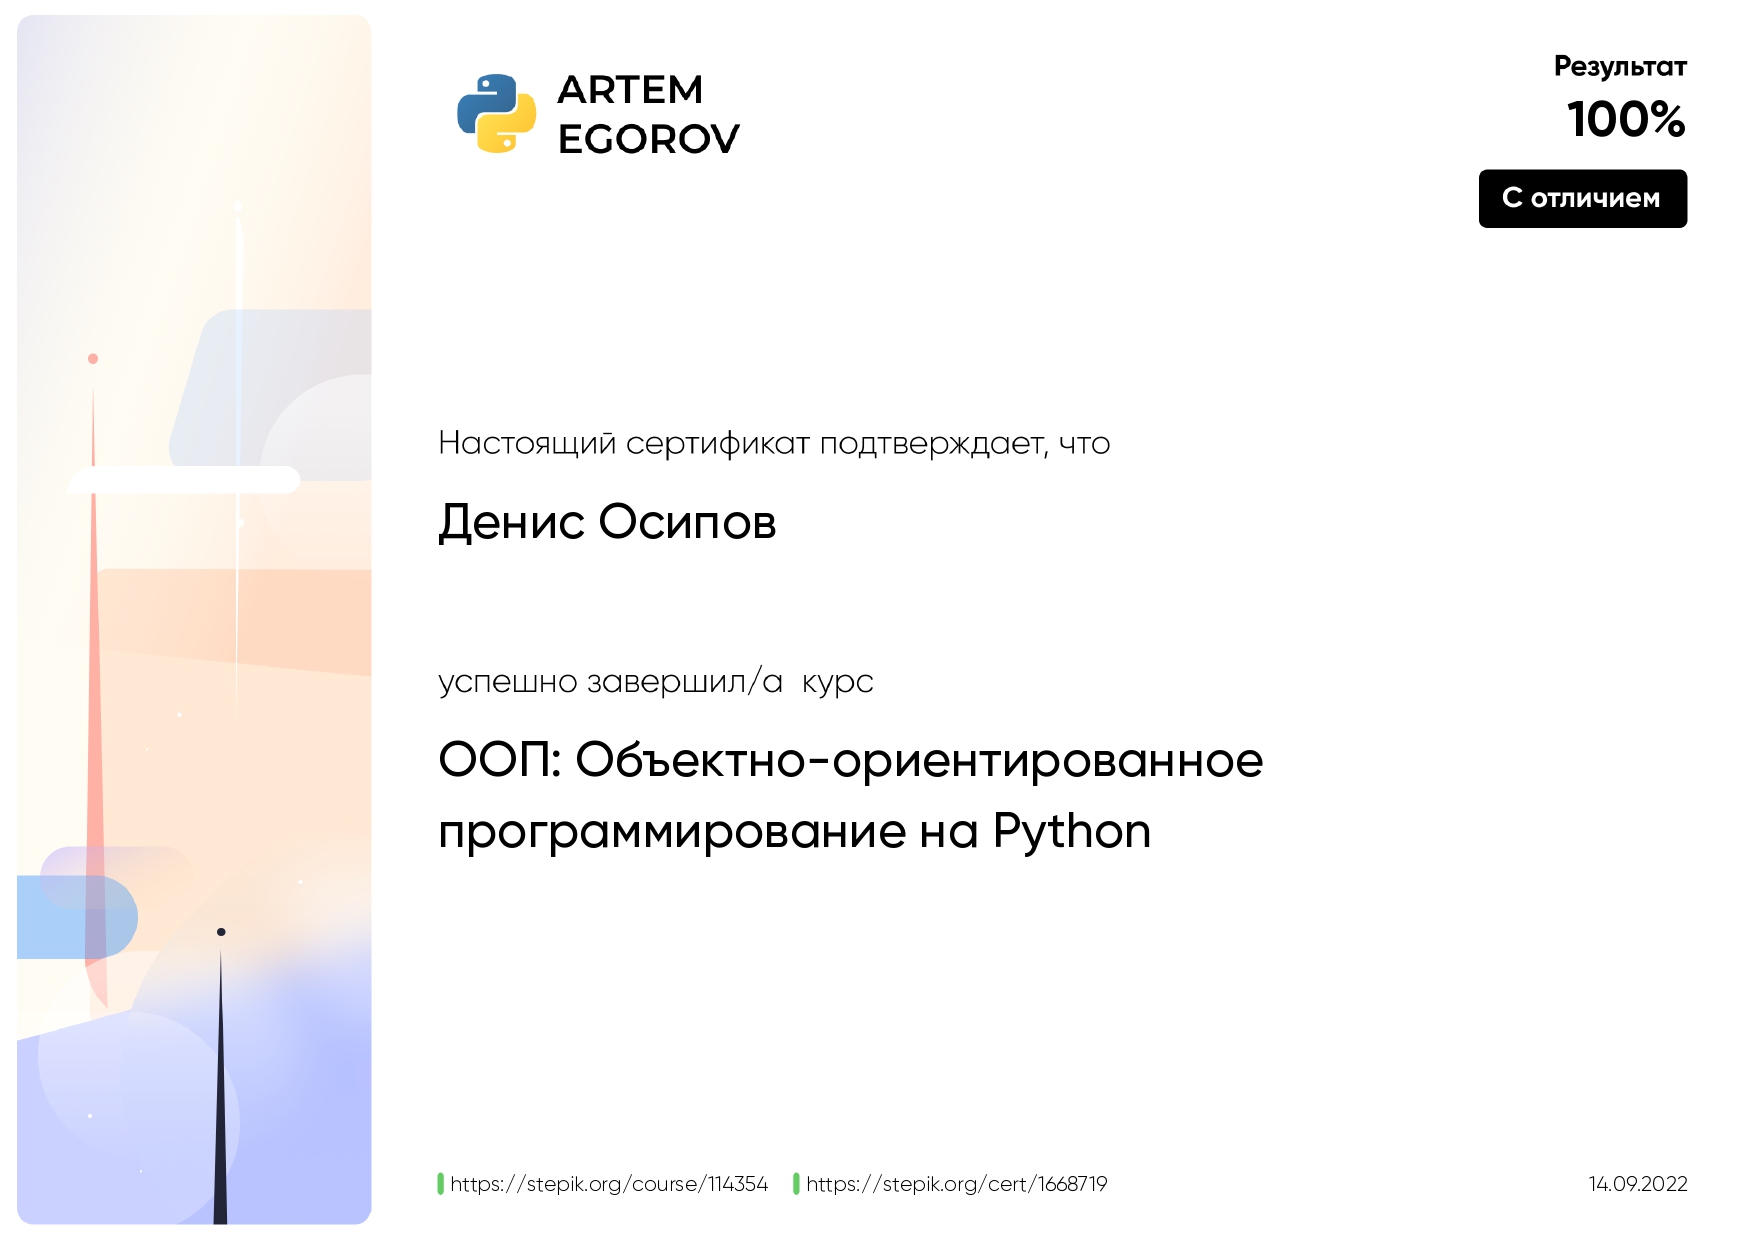 ARTEM
EGOROV
Результат
100%
С отличием
Настоящий сертификат подтверждает, что
Денис Осипов
успешно завершил/а  курс
ООП: Объектно-ориентированное
программирование на Python
https://stepik.org/course/114354 https://stepik.org/cert/1668719 14.09.2022